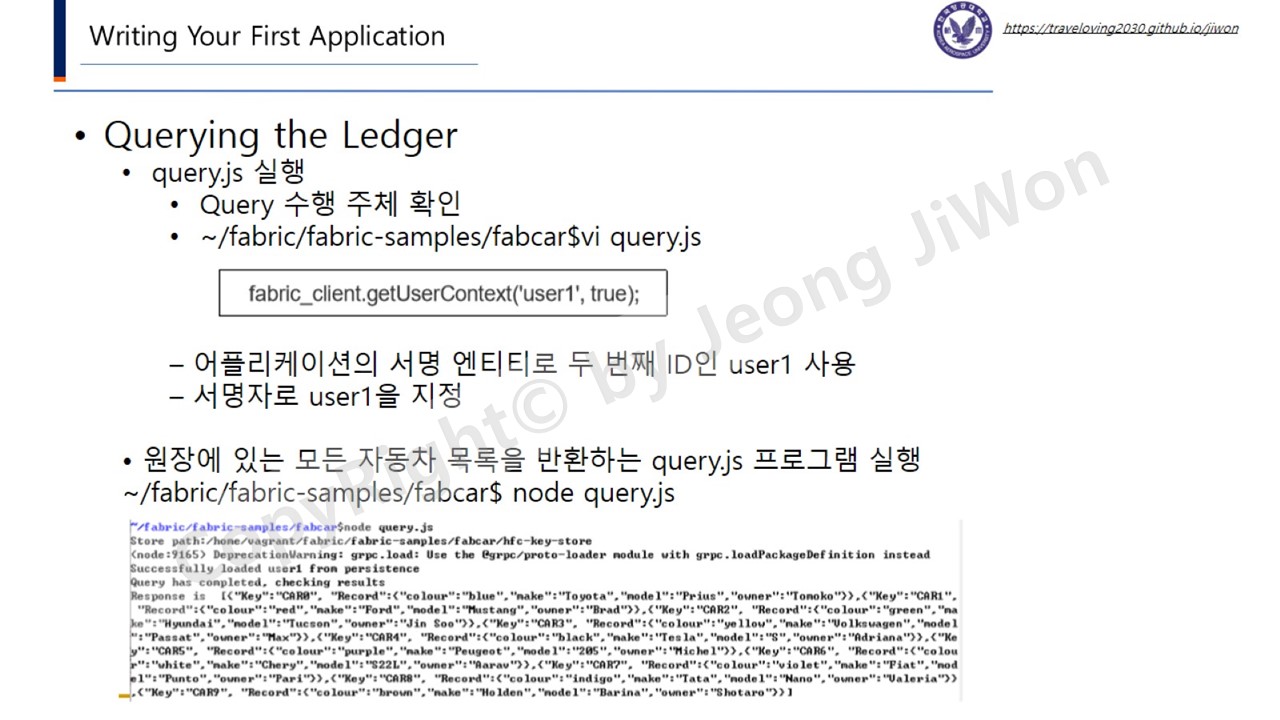 Writing Your First Application
https://traveloving2030.github.io/jiwon
• Querying the Ledger
• query.js 실행
• Query 수행 주체 확인
• ~/fabric/fabric-samples/fabcar$vi query.js
fabric_client.getUserContext('user1', true);
– 어플리케이션의 서명 엔티티로 두 번째 ID인 user1 사용
– 서명자로 user1을 지정
• 원장에 있는 모든 자동차 목록을 반환하는 query.js 프로그램 실행
~/fabric/fabric-samples/fabcar$ node query.js
~/fabric/fabric-samples/fabcar$node query.js
Store path:/home/vagrant/fabric/fabric-samples/fabcar/hfc-key-store
(node:9165) DeprecationWarning: grpc.load: Use the @grpc/proto-loader module with grpc.loadPackageDefinition instead
Successfully loaded user1 from persistence
Query has completed, checking results
Response is  [{"Key":"CAR0", "Record":{"colour":"blue","make":"Toyota","model":"Prius","owner":"Tomoko"}},{"Key":"CAR1",
"Record":{"colour":"red","make":"Ford","model":"Mustang","owner":"Brad"}},{"Key":"CAR2", "Record":{"colour":"green","ma
ke":"Hyundai","model":"Tucson","owner":"Jin Soo"}},{"Key":"CAR3", "Record":{"colour":"yellow","make":"Volkswagen","model
":"Passat","owner":"Max"}},{"Key":"CAR4", "Record":{"colour":"black","make":"Tesla","model":"S","owner":"Adriana"}},{"Ke
y":"CAR5", "Record":{"colour":"purple","make":"Peugeot","model":"205","owner":"Michel"}},{"Key":"CAR6", "Record":{"colou
r":"white","make":"Chery","model":"S22L","owner":"Aarav"}},{"Key":"CAR7", "Record":{"colour":"violet","make":"Fiat","mod
el":"Punto","owner":"Pari"}},{"Key":"CAR8", "Record":{"colour":"indigo","make":"Tata","model":"Nano","owner":"Valeria"}}
,{"Key":"CAR9", "Record":{"colour":"brown","make":"Holden","model":"Barina","owner":"Shotaro"}}]
CopyRight© by Jeong JiWon